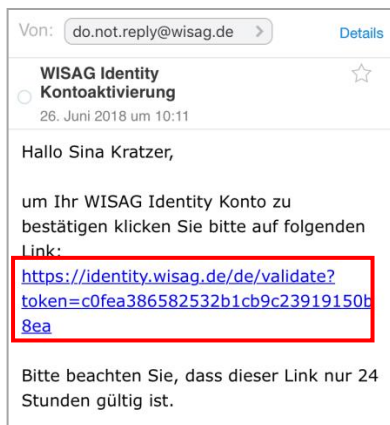 Von: do.not.reply@wisag.de > Details
WISAG Identity
Kontoaktivierung
26. Juni 2018 um 10:11
Hallo Sina Kratzer,
um Ihr WISAG Identity Konto zu
bestätigen klicken Sie bitte auf folgenden
Link:
https://identity.wisag.de/de/validate?
token=c0fea386582532b1cb9c23919150b
8ea
Bitte beachten Sie, dass dieser Link nur 24
Stunden gültig ist.